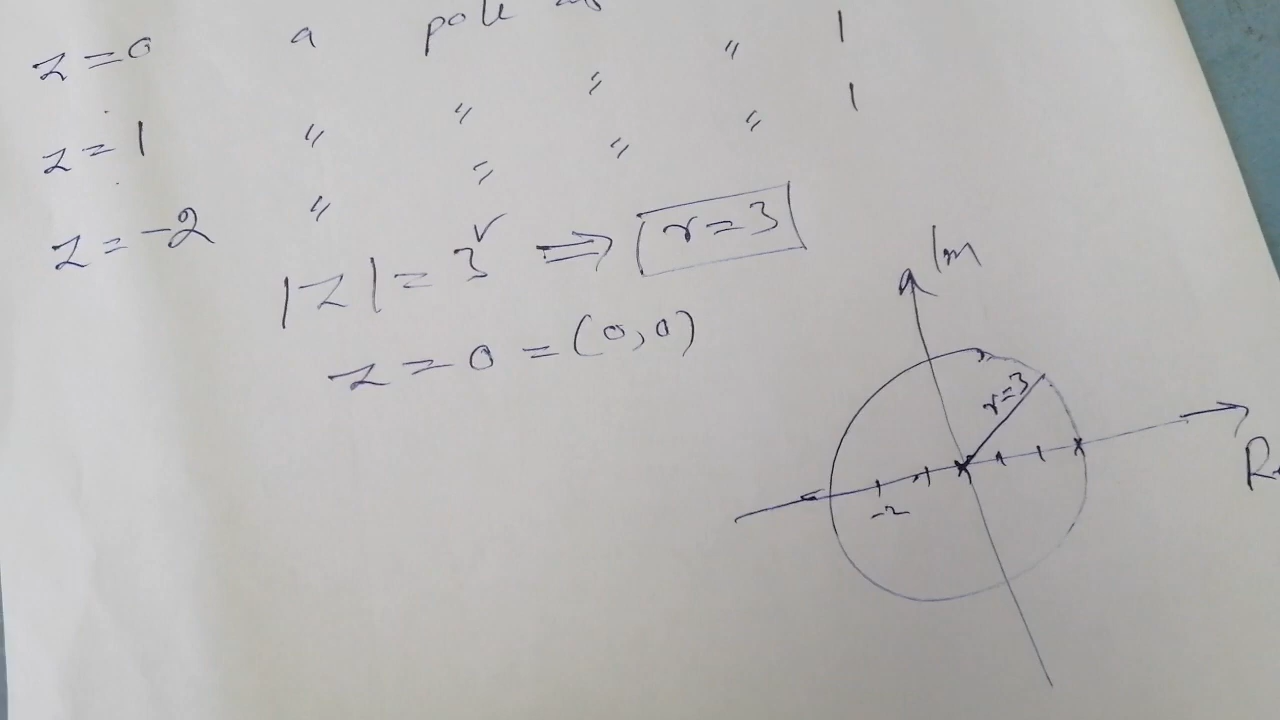 z = 0 a pole
z = 1 〃 〃 〃 〃 1
z = -2 〃 〃 〃 〃 1
|z| = 3 ⇒ r = 3
z = 0 = (0,0)
Im
r=3
-2